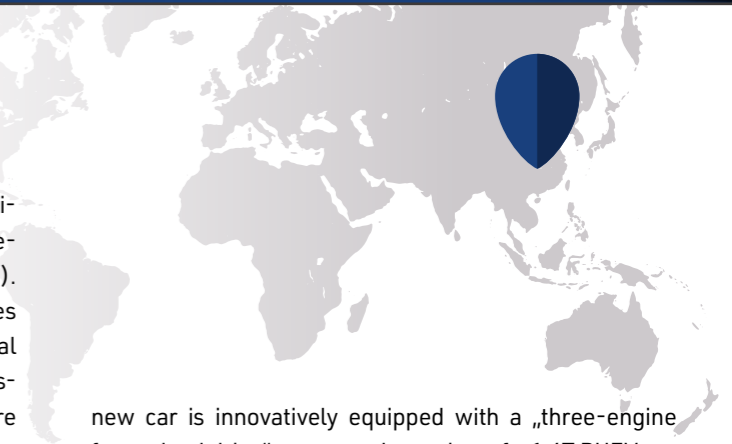 i-
e-
).
es
al
s-
re
new car is innovatively equipped with a „three-engine